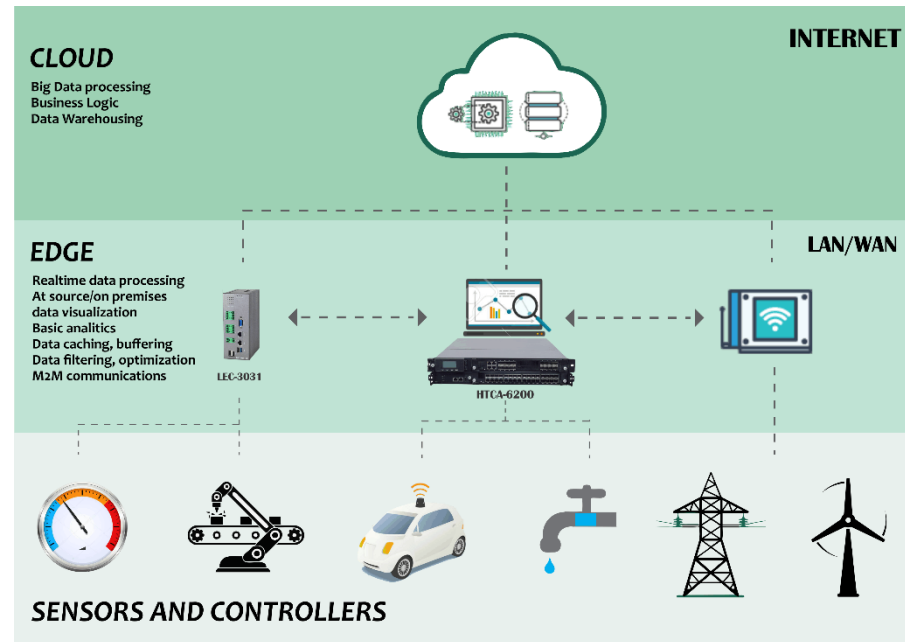 CLOUD
Big Data processing
Business Logic
Data Warehousing
INTERNET
EDGE
Realtime data processing
At source/on premises
data visualization
Basic analitics
Data caching, buffering
Data filtering, optimization
M2M communications
LAN/WAN
LEC-3031
HTCA-6200
SENSORS AND CONTROLLERS